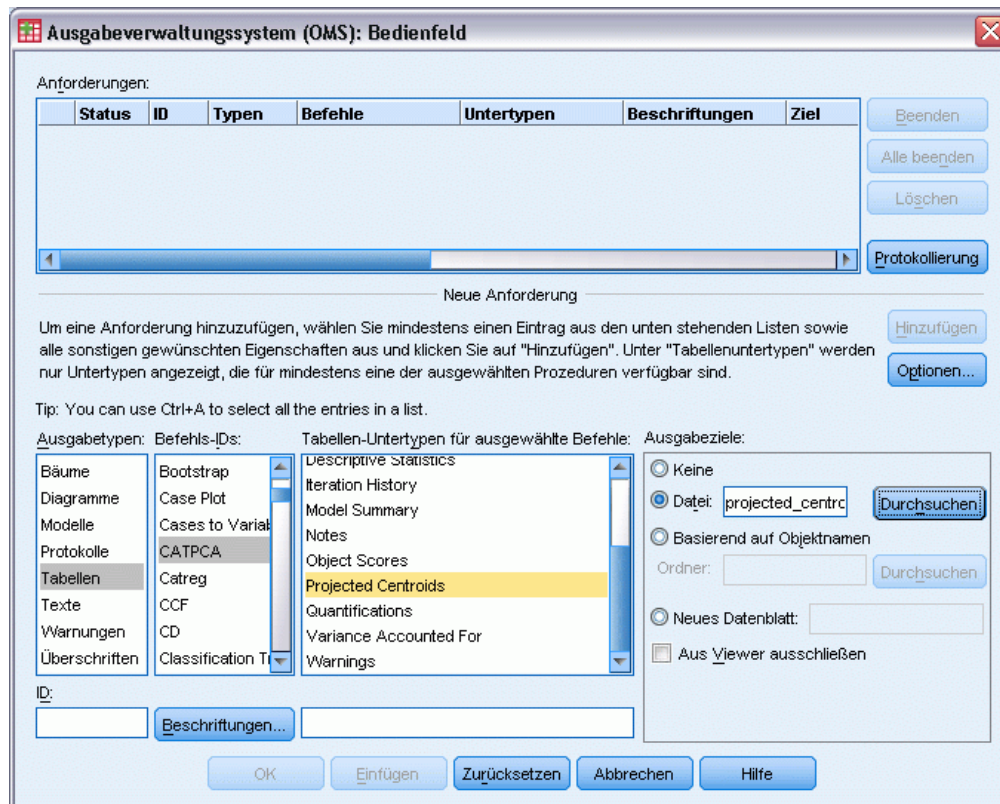 Ausgabeverwaltungssystem (OMS): Bedienfeld
Anforderungen:
Status ID Typen Befehle Untertypen Beschriftungen Ziel
Beenden
Alle beenden
Löschen
Protokollierung
Neue Anforderung
Um eine Anforderung hinzuzufügen, wählen Sie mindestens einen Eintrag aus den unten stehenden Listen sowie
alle sonstigen gewünschten Eigenschaften aus und klicken Sie auf "Hinzufügen". Unter "Tabellenuntertypen" werden
nur Untertypen angezeigt, die für mindestens eine der ausgewählten Prozeduren verfügbar sind.
Hinzufügen
Optionen...
Tip: You can use Ctrl+A to select all the entries in a list.
Ausgabetypen:
Bäume
Diagramme
Modelle
Protokolle
Tabellen
Texte
Warnungen
Überschriften
Befehls-IDs:
Bootstrap
Case Plot
Cases to Variab
CATPCA
Catreg
CCF
CD
Classification Tr
Tabellen-Untertypen für ausgewählte Befehle:
Descriptive Statistics
Iteration History
Model Summary
Notes
Object Scores
Projected Centroids
Quantifications
Variance Accounted For
Warnings
Ausgabeziele:
Keine
Datei: projected_centrc Durchsuchen
Basierend auf Objektnamen
Ordner: Durchsuchen
Neues Datenblatt:
Aus Viewer ausschließen
ID:
Beschriftungen...
OK Einfügen Zurücksetzen Abbrechen Hilfe